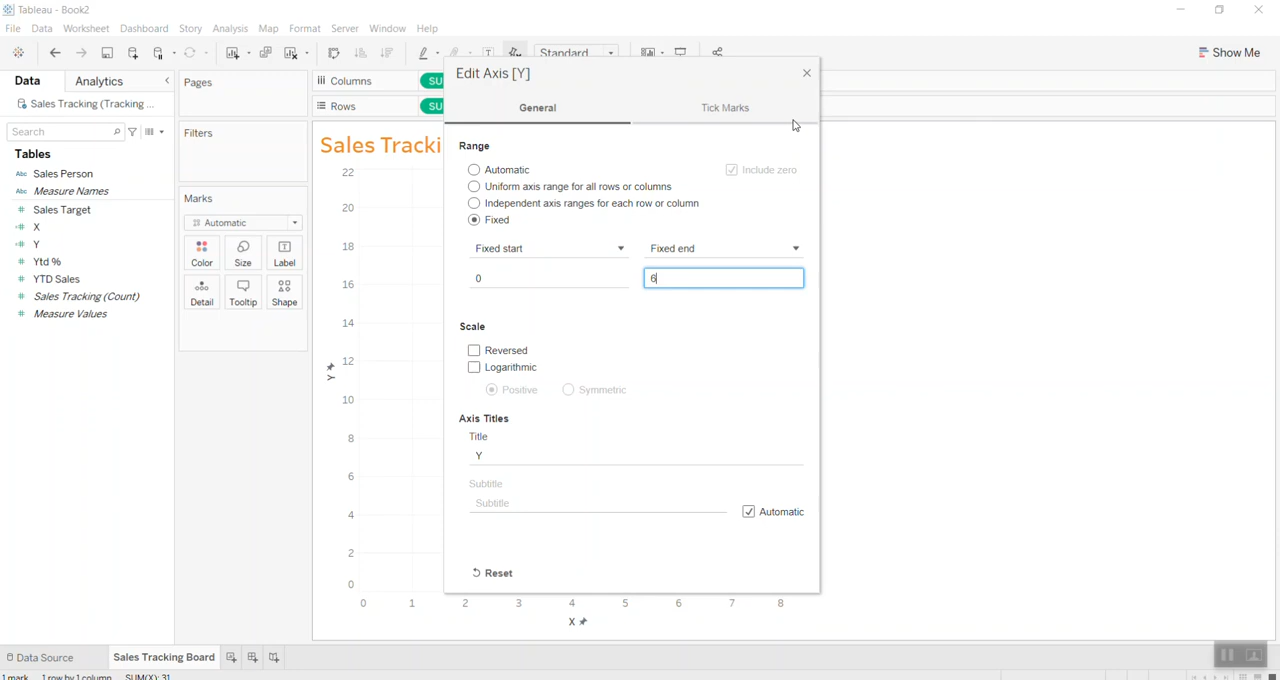 Tableau - Book2
File Data Worksheet Dashboard Story Analysis Map Format Server Window Help
Standard
Show Me
Data Analytics
Sales Tracking (Tracking ...
Search
Tables
Abc Sales Person
Abc Measure Names
Sales Target
X
Y
Ytd %
YTD Sales
Sales Tracking (Count)
Measure Values
Pages
Filters
Marks
Automatic
Color Size Label
Detail Tooltip Shape
Columns SU
Rows SU
Sales Tracki
22
20
18
16
14
12
10
8
6
4
2
0
Y
0 1 2 3 4 5 6 7 8
X
Edit Axis [Y]
General Tick Marks
Range
Automatic Include zero
Uniform axis range for all rows or columns
Independent axis ranges for each row or column
Fixed
Fixed start Fixed end
0 6
Scale
Reversed
Logarithmic
Positive Symmetric
Axis Titles
Title
Y
Subtitle
Subtitle
Automatic
Reset
Data Source Sales Tracking Board
1 mark 1 row by 1 column SUM(X): 31